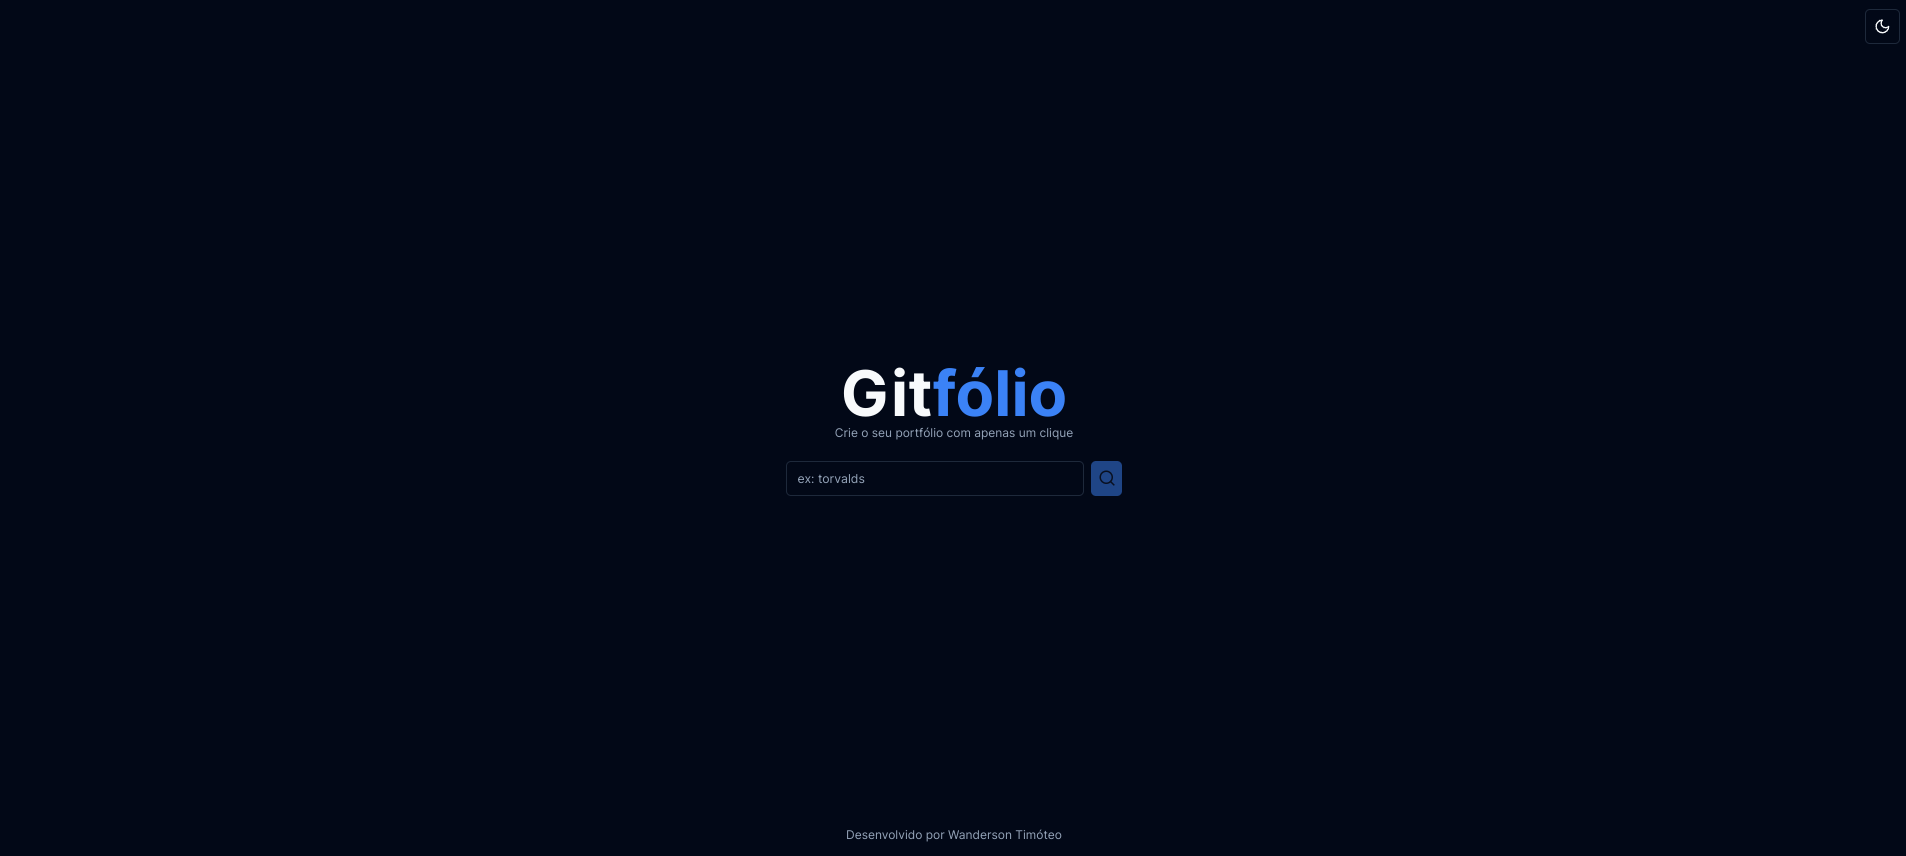 Gitfólio
Crie o seu portfólio com apenas um clique
ex: torvalds
Desenvolvido por Wanderson Timóteo